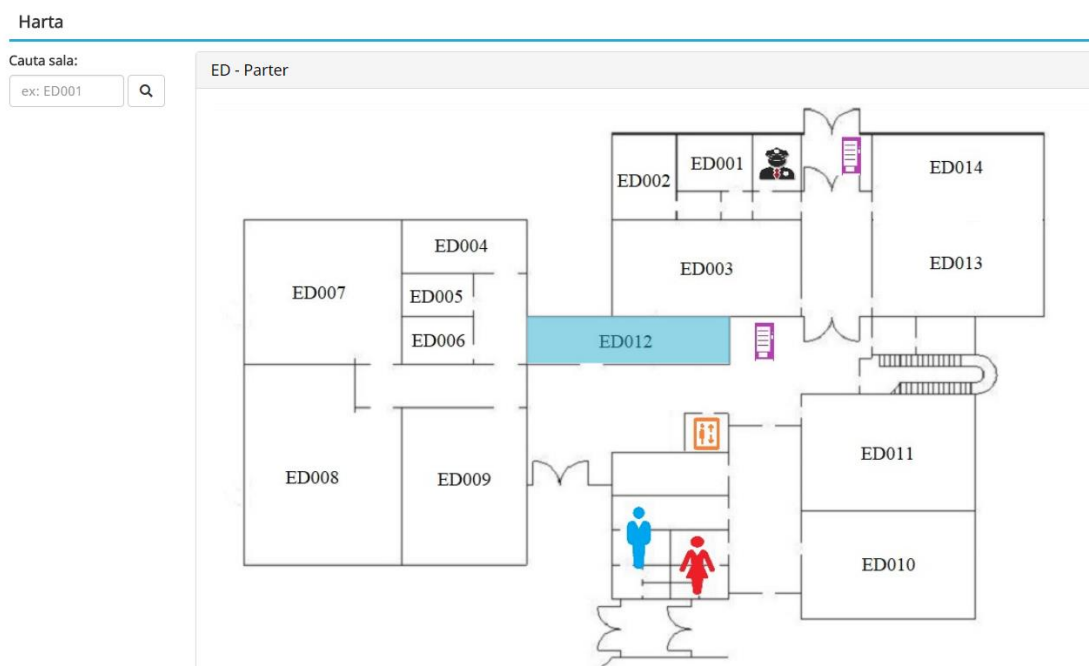 Harta
Cauta sala:
ex: ED001
ED - Parter
ED001
ED002
ED014
ED003
ED013
ED004
ED007
ED005
ED006
ED012
ED011
ED008
ED009
ED010